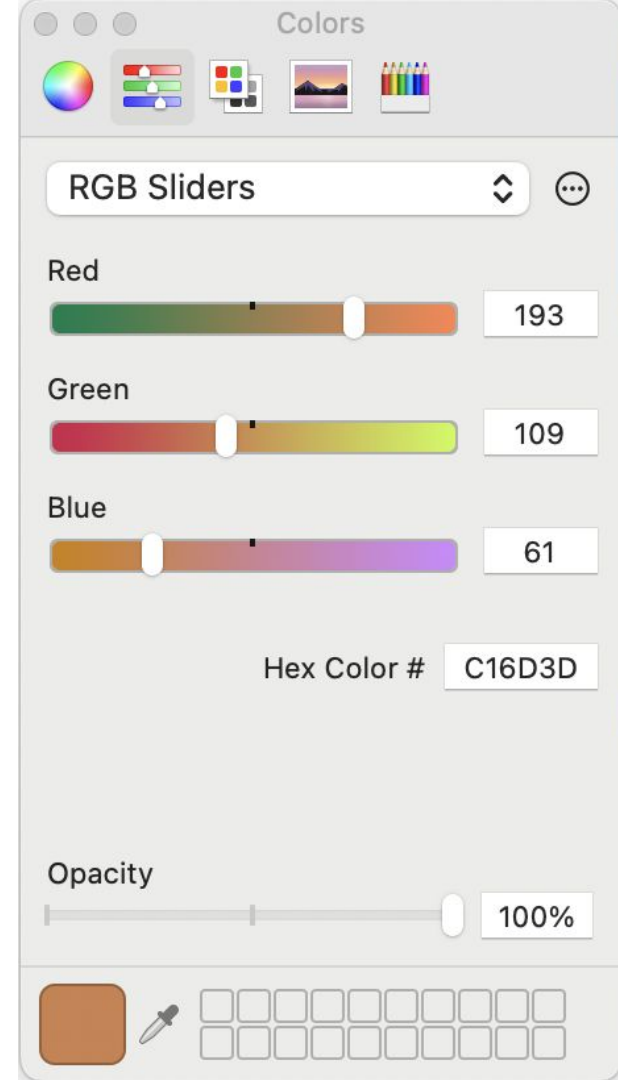 Colors
RGB Sliders
Red
193
Green
109
Blue
61
Hex Color # C16D3D
Opacity
100%